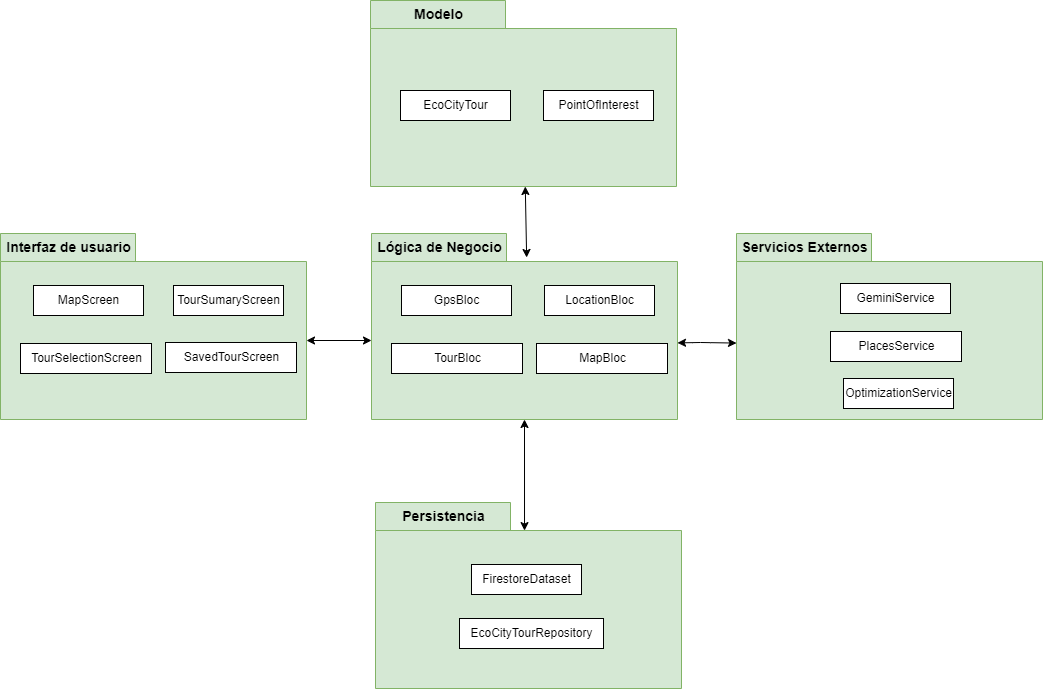 Modelo
EcoCityTour
PointOfInterest
Interfaz de usuario
MapScreen
TourSumaryScreen
TourSelectionScreen
SavedTourScreen
Lógica de Negocio
GpsBloc
LocationBloc
TourBloc
MapBloc
Servicios Externos
GeminiService
PlacesService
OptimizationService
Persistencia
FirestoreDataset
EcoCityTourRepository